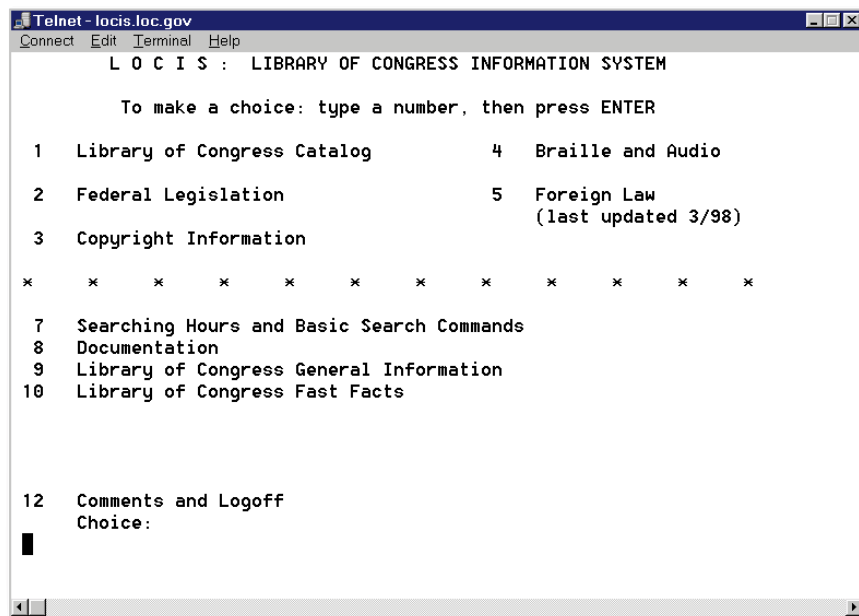 Telnet - locis.loc.gov
Connect Edit Terminal Help
L O C I S : LIBRARY OF CONGRESS INFORMATION SYSTEM
To make a choice: type a number, then press ENTER
1 Library of Congress Catalog 4 Braille and Audio
2 Federal Legislation 5 Foreign Law
(last updated 3/98)
3 Copyright Information
* * * * * * * * * * * *
7 Searching Hours and Basic Search Commands
8 Documentation
9 Library of Congress General Information
10 Library of Congress Fast Facts
12 Comments and Logoff
Choice: